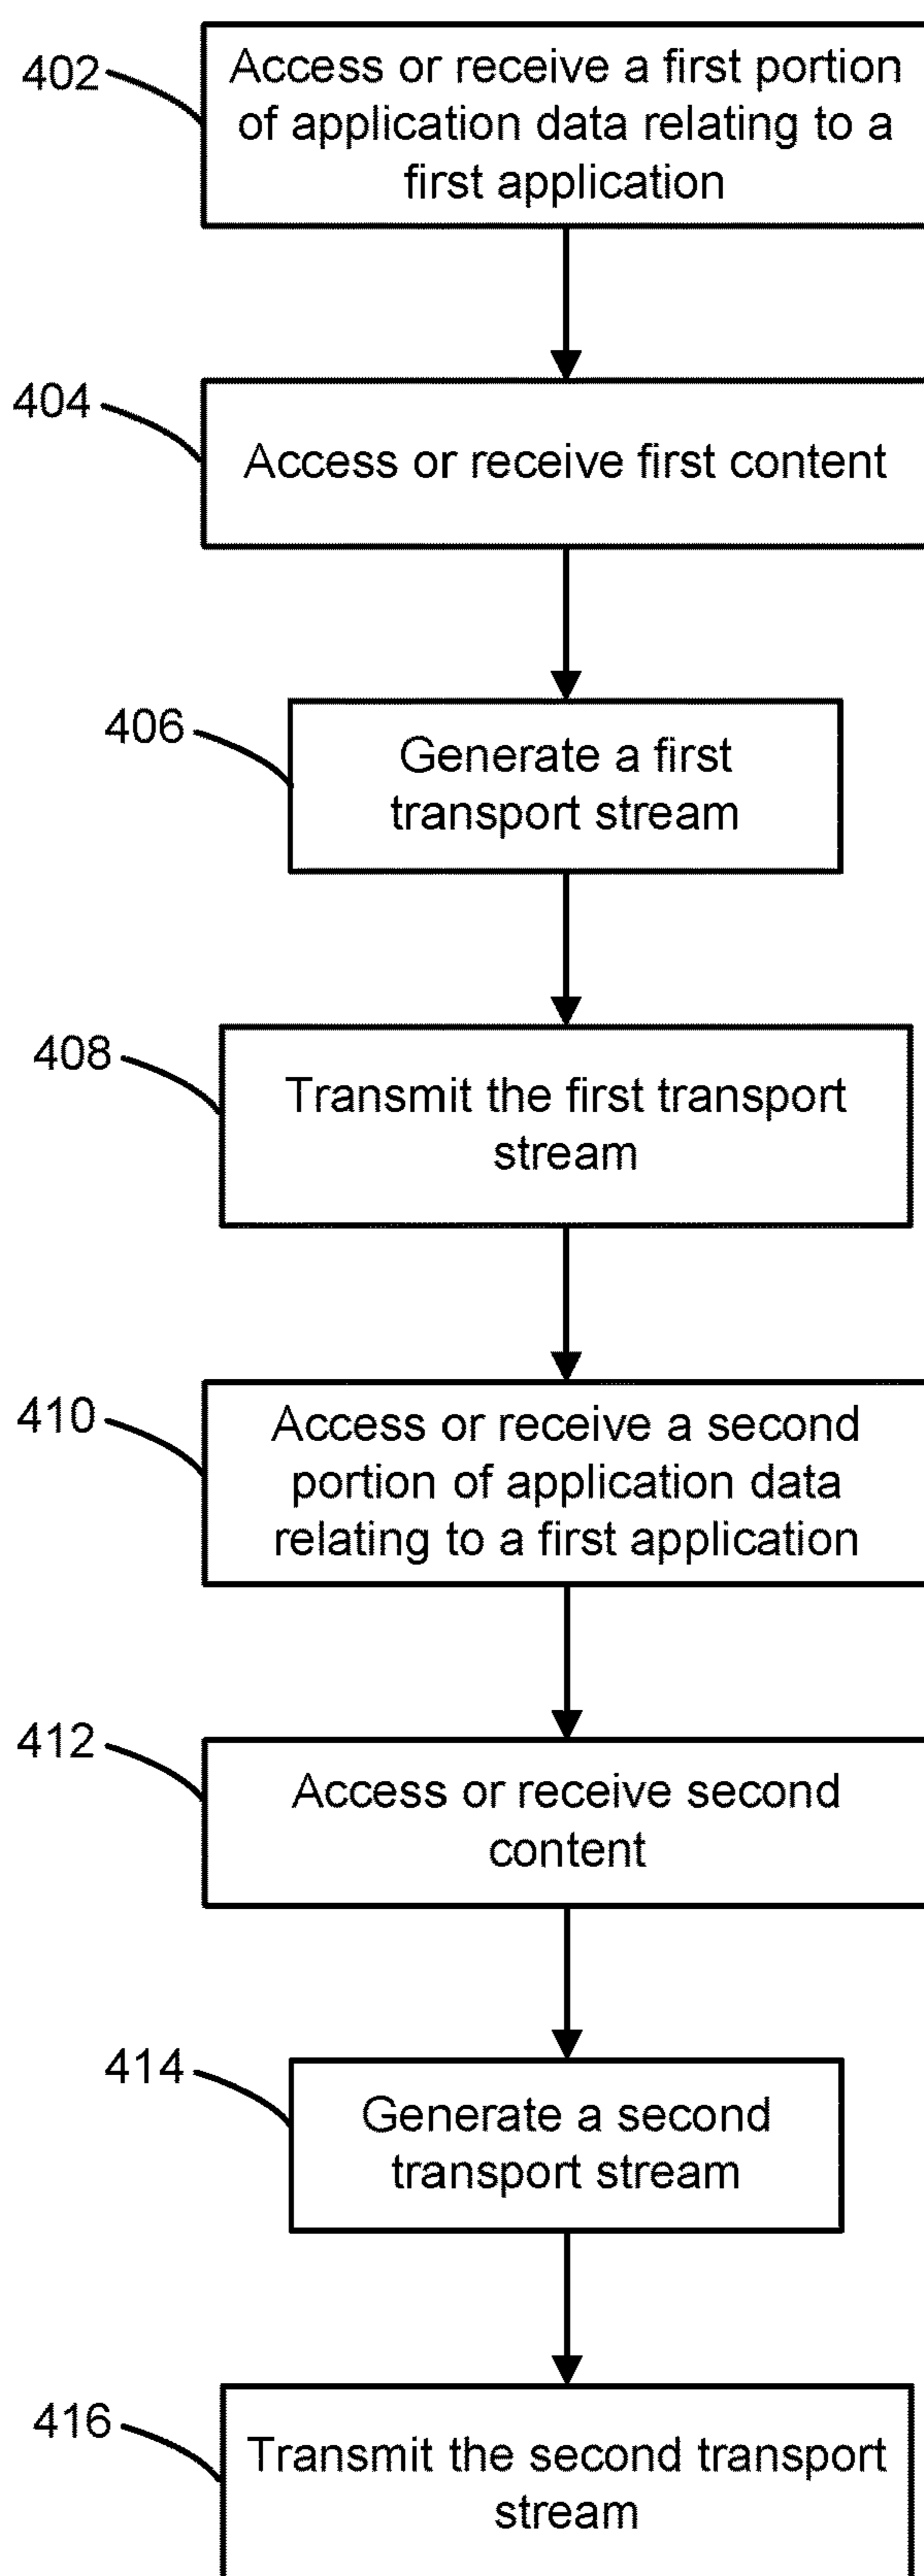 402
Access or receive a first portion
of application data relating to a
first application
404
Access or receive first content
406
Generate a first
transport stream
408
Transmit the first transport
stream
410
Access or receive a second
portion of application data
relating to a first application
412
Access or receive second
content
414
Generate a second
transport stream
416
Transmit the second transport
stream